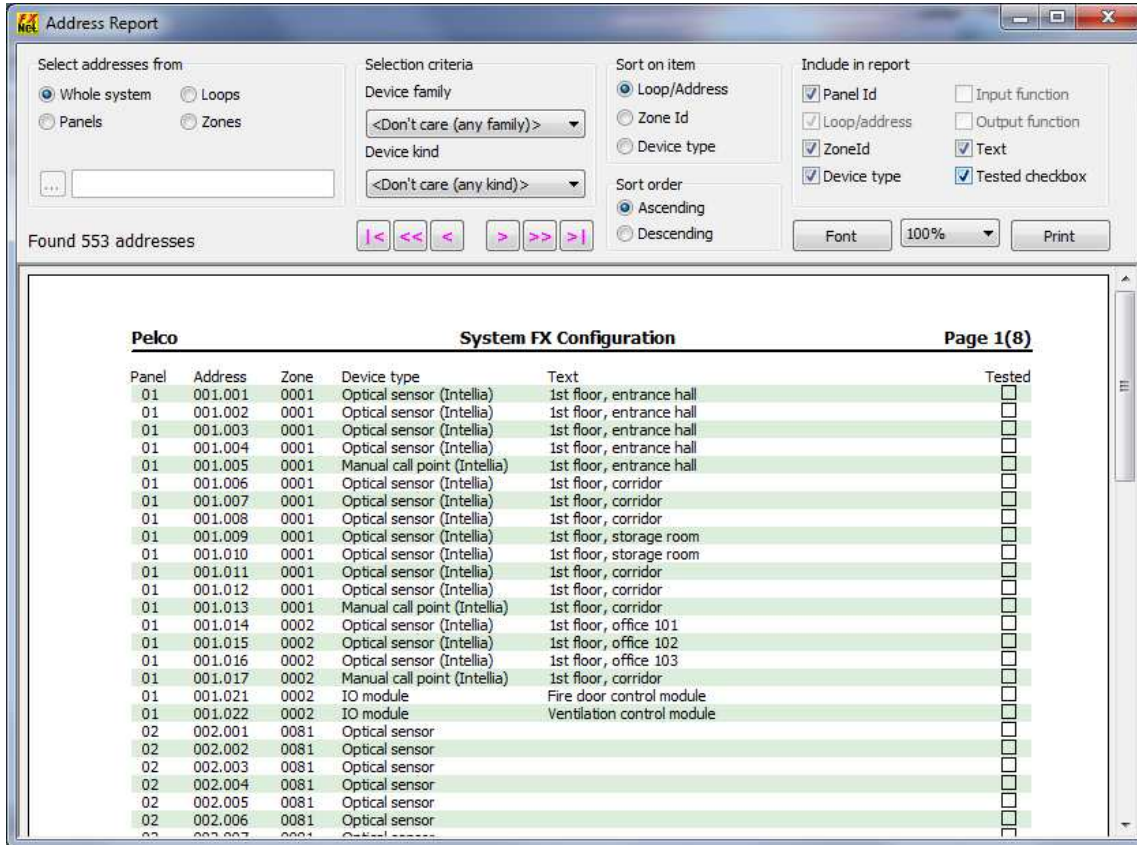 FX Net Address Report
Select addresses from
Whole system Loops
Panels Zones
...
Found 553 addresses
Selection criteria
Device family
<Don't care (any family)>
Device kind
<Don't care (any kind)>
|< << < > >> >|
Sort on item
Loop/Address
Zone Id
Device type
Sort order
Ascending
Descending
Include in report
Panel Id Input function
Loop/address Output function
ZoneId Text
Device type Tested checkbox
Font 100% Print
Pelco System FX Configuration Page 1(8)
Panel Address Zone Device type Text Tested
01 001.001 0001 Optical sensor (Intellia) 1st floor, entrance hall
01 001.002 0001 Optical sensor (Intellia) 1st floor, entrance hall
01 001.003 0001 Optical sensor (Intellia) 1st floor, entrance hall
01 001.004 0001 Optical sensor (Intellia) 1st floor, entrance hall
01 001.005 0001 Manual call point (Intellia) 1st floor, entrance hall
01 001.006 0001 Optical sensor (Intellia) 1st floor, corridor
01 001.007 0001 Optical sensor (Intellia) 1st floor, corridor
01 001.008 0001 Optical sensor (Intellia) 1st floor, corridor
01 001.009 0001 Optical sensor (Intellia) 1st floor, storage room
01 001.010 0001 Optical sensor (Intellia) 1st floor, storage room
01 001.011 0001 Optical sensor (Intellia) 1st floor, corridor
01 001.012 0001 Optical sensor (Intellia) 1st floor, corridor
01 001.013 0001 Manual call point (Intellia) 1st floor, corridor
01 001.014 0002 Optical sensor (Intellia) 1st floor, office 101
01 001.015 0002 Optical sensor (Intellia) 1st floor, office 102
01 001.016 0002 Optical sensor (Intellia) 1st floor, office 103
01 001.017 0002 Manual call point (Intellia) 1st floor, corridor
01 001.021 0002 IO module Fire door control module
01 001.022 0002 IO module Ventilation control module
02 002.001 0081 Optical sensor
02 002.002 0081 Optical sensor
02 002.003 0081 Optical sensor
02 002.004 0081 Optical sensor
02 002.005 0081 Optical sensor
02 002.006 0081 Optical sensor